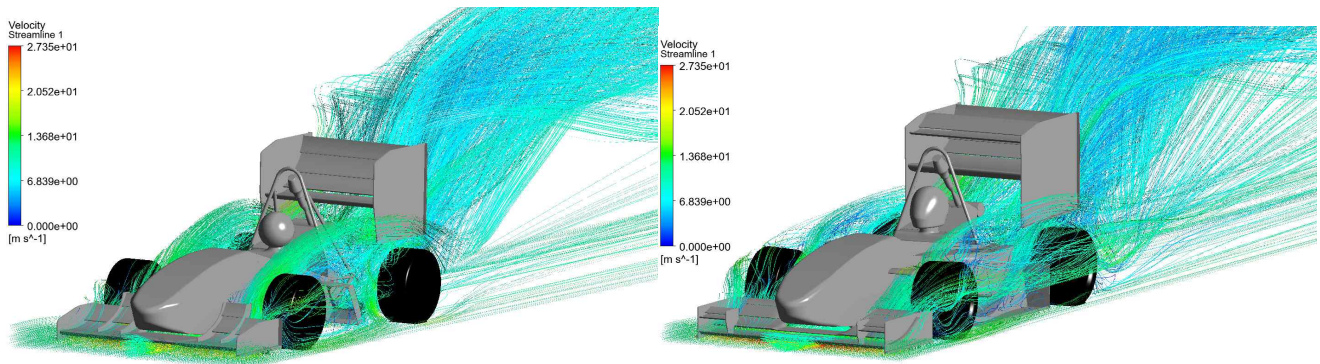 Velocity
Streamline 1
2.735e+01
2.052e+01
1.368e+01
6.839e+00
0.000e+00
[m s^-1]
Velocity
Streamline 1
2.735e+01
2.052e+01
1.368e+01
6.839e+00
0.000e+00
[m s^-1]